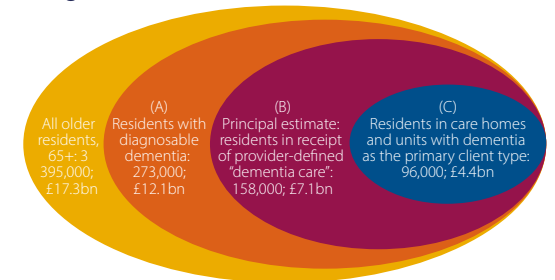 All older
residents,
65+: 3
395,000;
£17.3bn
(A)
Residents with
diagnosable
dementia:
273,000;
£12.1bn
(B)
Principal estimate:
residents in receipt
of provider-defined
“dementia care”:
158,000; £7.1bn
(C)
Residents in care homes
and units with dementia
as the primary client type:
96,000; £4.4bn